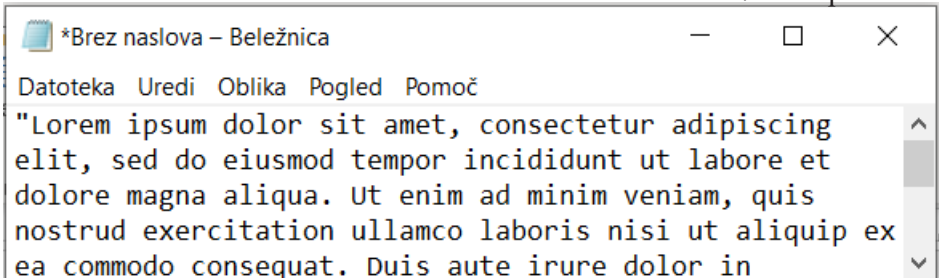 *Brez naslova – Beležnica
Datoteka Uredi Oblika Pogled Pomoč
"Lorem ipsum dolor sit amet, consectetur adipiscing
elit, sed do eiusmod tempor incididunt ut labore et
dolore magna aliqua. Ut enim ad minim veniam, quis
nostrud exercitation ullamco laboris nisi ut aliquip ex
ea commodo consequat. Duis aute irure dolor in